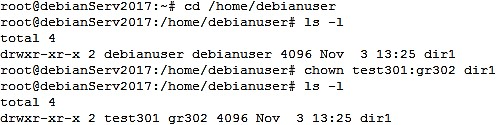 root@debianServ2017:~# cd /home/debianuser
root@debianServ2017:/home/debianuser# ls -l
total 4
drwxr-xr-x 2 debianuser debianuser 4096 Nov  3 13:25 dir1
root@debianServ2017:/home/debianuser# chown test301:gr302 dir1
root@debianServ2017:/home/debianuser# ls -l
total 4
drwxr-xr-x 2 test301 gr302 4096 Nov  3 13:25 dir1